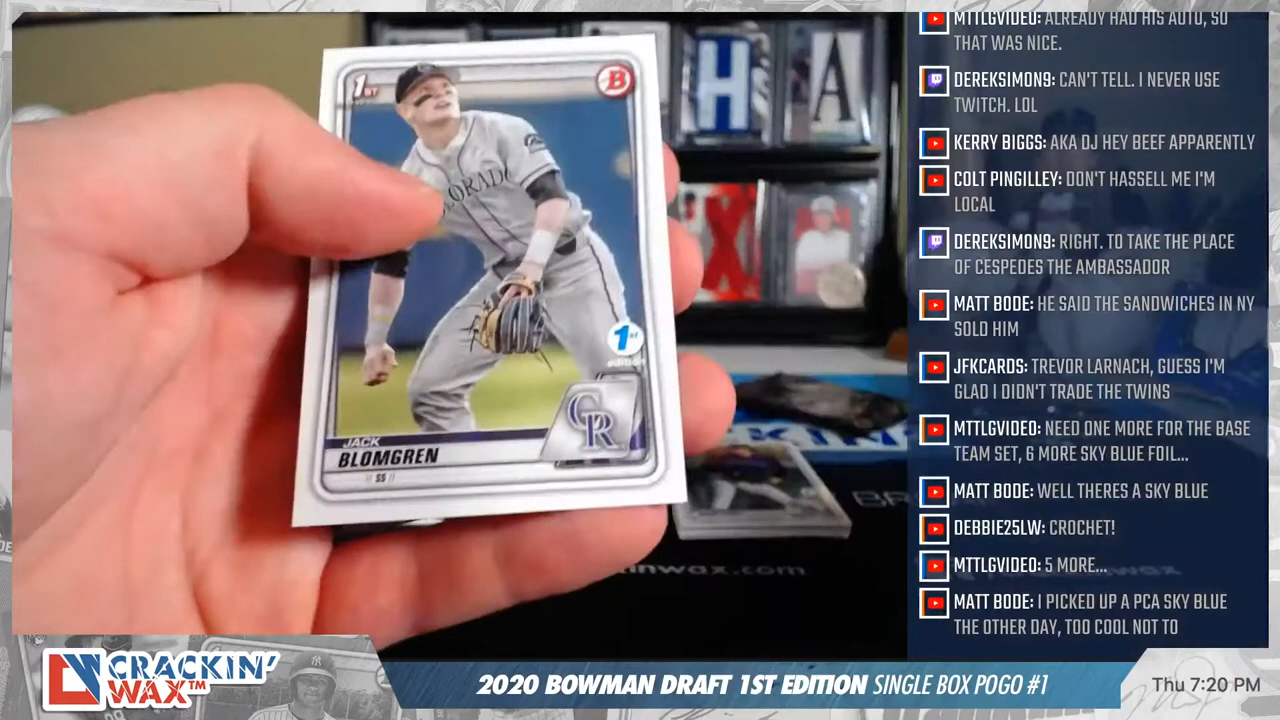 MTTLGVIDEO: ALREADY HAD HIS AUTO, SO
THAT WAS NICE.
DEREKSIMON9: CAN'T TELL. I NEVER USE
TWITCH. LOL
KERRY BIGGS: AKA DJ HEY BEEF APPARENTLY
COLT PINGILLEY: DON'T HASSELL ME I'M
LOCAL
DEREKSIMON9: RIGHT. TO TAKE THE PLACE
OF CESPEDES THE AMBASSADOR
MATT BODE: HE SAID THE SANDWICHES IN NY
SOLD HIM
JFKCARDS: TREVOR LARNACH, GUESS I'M
GLAD I DIDN'T TRADE THE TWINS
MTTLGVIDEO: NEED ONE MORE FOR THE BASE
TEAM SET, 6 MORE SKY BLUE FOIL...
MATT BODE: WELL THERES A SKY BLUE
DEBBIE25LW: CROCHET!
MTTLGVIDEO: 5 MORE...
MATT BODE: I PICKED UP A PCA SKY BLUE
THE OTHER DAY, TOO COOL NOT TO
1ST
B
H A
X
COLORADO
1st
edition
CR
JACK
BLOMGREN
SS
CRACKIN'
WAX™
2020 BOWMAN DRAFT 1ST EDITION SINGLE BOX POGO #1
Thu 7:20 PM